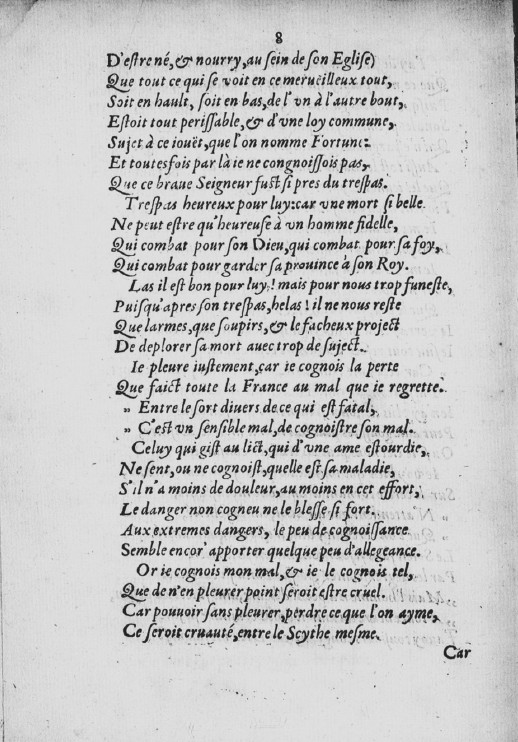 8
D'estre né, & nourry, au sein de son Eglise)
Que tout ce qui se voit en ce merueilleux tout,
Soit en hault, soit en bas, de l'vn à l'autre bout,
Estoit tout perissable, & d'vne loy commune,
Sujet à ce iouët, que l'on nomme Fortune:
Et toutesfois par là ie ne congnoissois pas,
Que ce braue Seigneur fust si pres du trespas.
Trespas heureux pour luy: car vne mort si belle
Ne peut estre qu'heureuse à vn homme fidelle,
Qui combat pour son Dieu, qui combat pour sa foy,
Qui combat pour garder sa prouince à son Roy.
Las il est bon pour luy! mais pour nous trop funeste,
Puisqu'apres son trespas, helas! il ne nous reste
Que larmes, que soupirs, & le facheux project
De deplorer sa mort auec trop de suject.
Ie pleure iustement, car ie cognois la perte
Que faict toute la France au mal que ie regrette.
„ Entre le sort diuers de ce qui est fatal,
„ C'est vn sensible mal, de cognoistre son mal.
Celuy qui gist au lict, qui d'vne ame estourdie,
Ne sent, ou ne cognoist, quelle est sa maladie,
S'il n'a moins de douleur, au moins en cet effort,
Le danger non cogneu ne le blesse si fort.
Aux extremes dangers, le peu de cognoissance
Semble encor' apporter quelque peu d'allegeance.
Or ie cognois mon mal, & ie le cognois tel,
Que de n'en pleurer point seroit estre cruel.
Car pouuoir sans pleurer, perdre ce que l'on ayme,
Ce seroit cruauté, entre le Scythe mesme.
Car